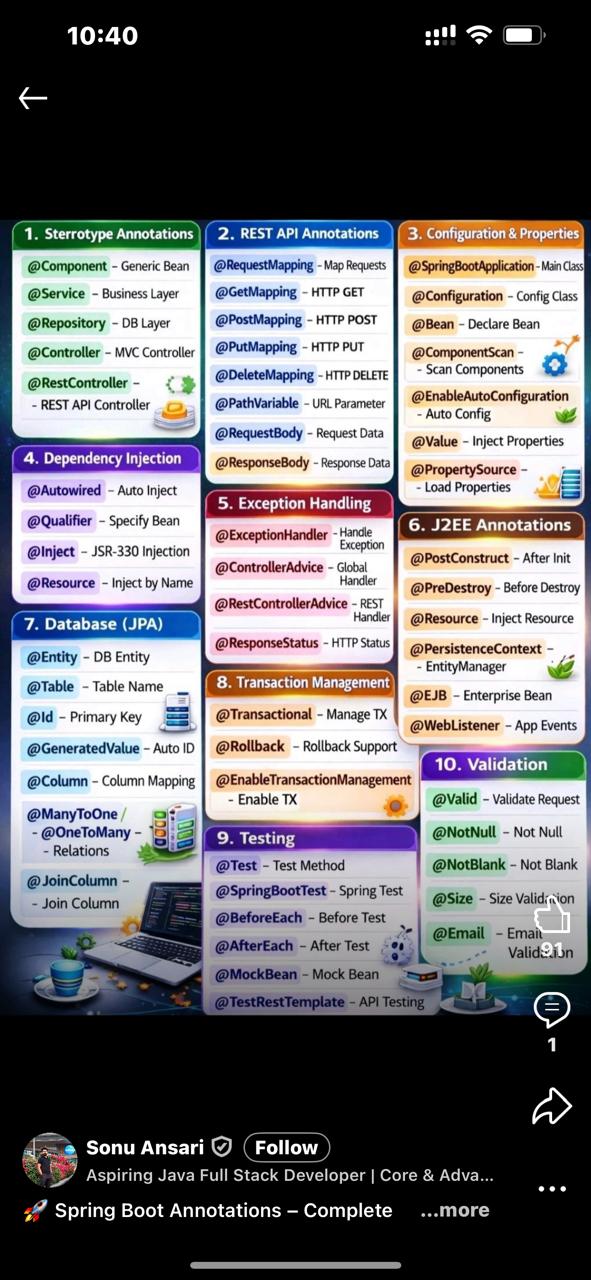 10:40
1. Sterrotype Annotations
@Component – Generic Bean
@Service – Business Layer
@Repository – DB Layer
@Controller – MVC Controller
@RestController –
- REST API Controller
2. REST API Annotations
@RequestMapping - Map Requests
@GetMapping - HTTP GET
@PostMapping – HTTP POST
@PutMapping – HTTP PUT
@DeleteMapping - HTTP DELETE
@PathVariable – URL Parameter
@RequestBody – Request Data
@ResponseBody – Response Data
3. Configuration & Properties
@SpringBootApplication - Main Class
@Configuration – Config Class
@Bean – Declare Bean
@ComponentScan –
- Scan Components
@EnableAutoConfiguration
- Auto Config
@Value – Inject Properties
@PropertySource –
- Load Properties
4. Dependency Injection
@Autowired – Auto Inject
@Qualifier – Specify Bean
@Inject – JSR-330 Injection
@Resource – Inject by Name
5. Exception Handling
@ExceptionHandler - Handle
Exception
@ControllerAdvice – Global
Handler
@RestControllerAdvice – REST
Handler
@ResponseStatus – HTTP Status
6. J2EE Annotations
@PostConstruct – After Init
@PreDestroy – Before Destroy
@Resource – Inject Resource
@PersistenceContext –
- EntityManager
@EJB – Enterprise Bean
@WebListener – App Events
7. Database (JPA)
@Entity – DB Entity
@Table – Table Name
@Id – Primary Key
@GeneratedValue – Auto ID
@Column – Column Mapping
@ManyToOne /
- @OneToMany –
- Relations
@JoinColumn –
- Join Column
8. Transaction Management
@Transactional – Manage TX
@Rollback – Rollback Support
@EnableTransactionManagement
- Enable TX
9. Testing
@Test – Test Method
@SpringBootTest – Spring Test
@BeforeEach – Before Test
@AfterEach – After Test
@MockBean – Mock Bean
@TestRestTemplate – API Testing
10. Validation
@Valid – Validate Request
@NotNull – Not Null
@NotBlank – Not Blank
@Size – Size Validation
@Email – Email
Validation
91
1
Sonu Ansari
Follow
Aspiring Java Full Stack Developer | Core & Adva...
🚀 Spring Boot Annotations – Complete ...more